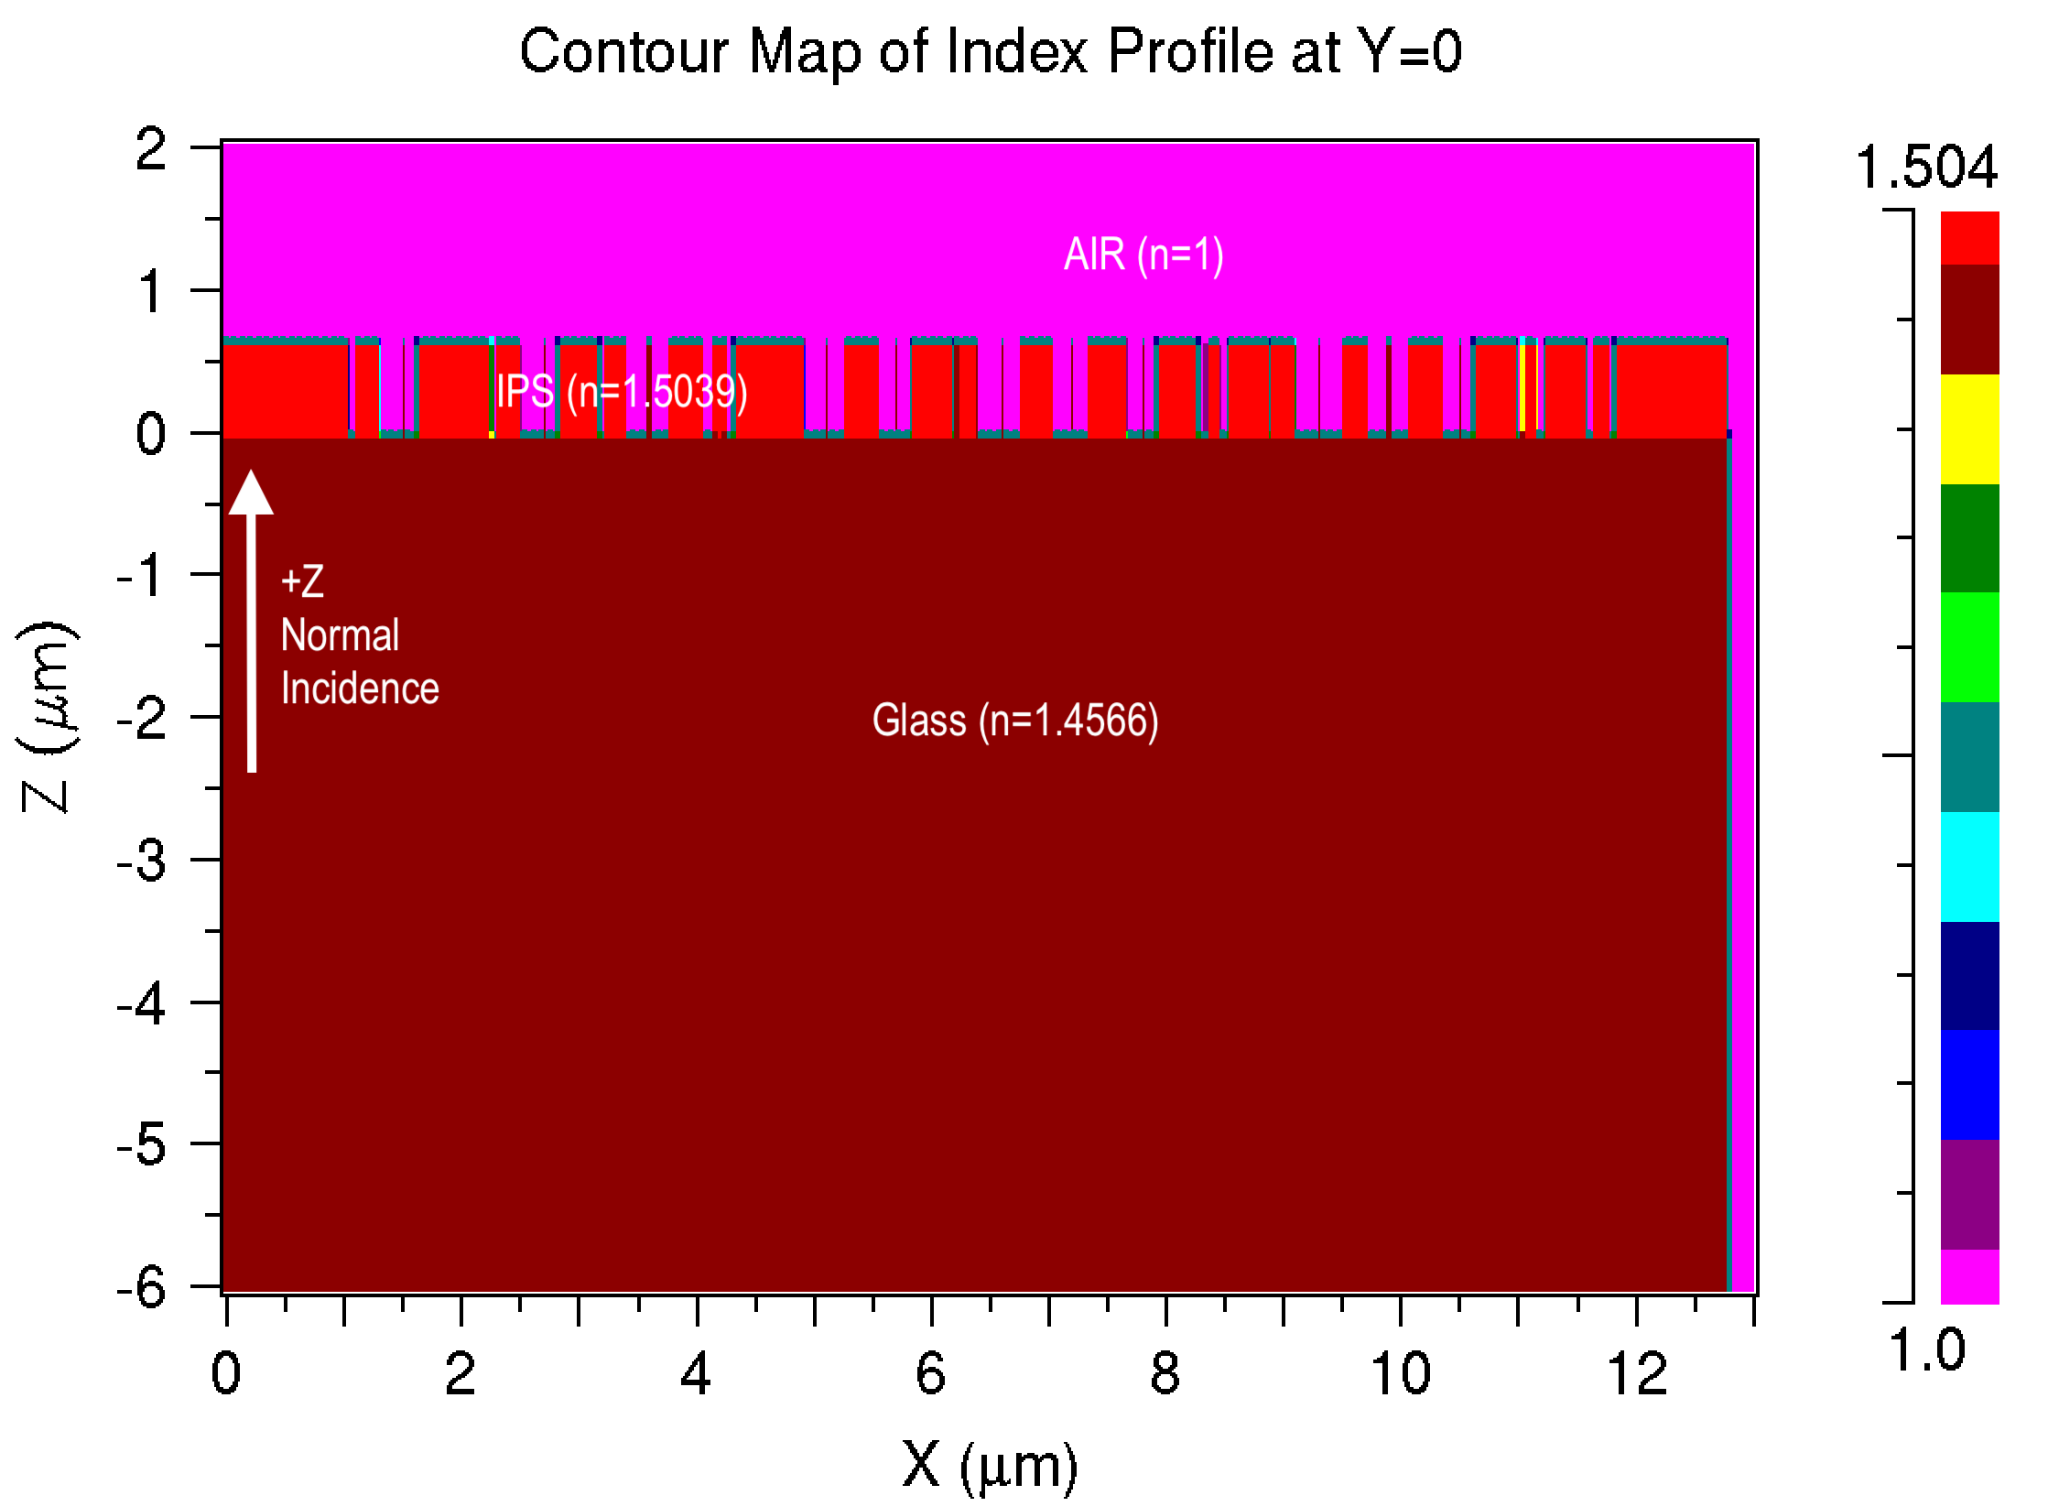 Contour Map of Index Profile at Y=0
2
1
0
-1
-2
-3
-4
-5
-6
Z (μm)
AIR (n=1)
IPS (n=1.5039)
+Z
Normal
Incidence
Glass (n=1.4566)
0 2 4 6 8 10 12
X (μm)
1.504
1.0